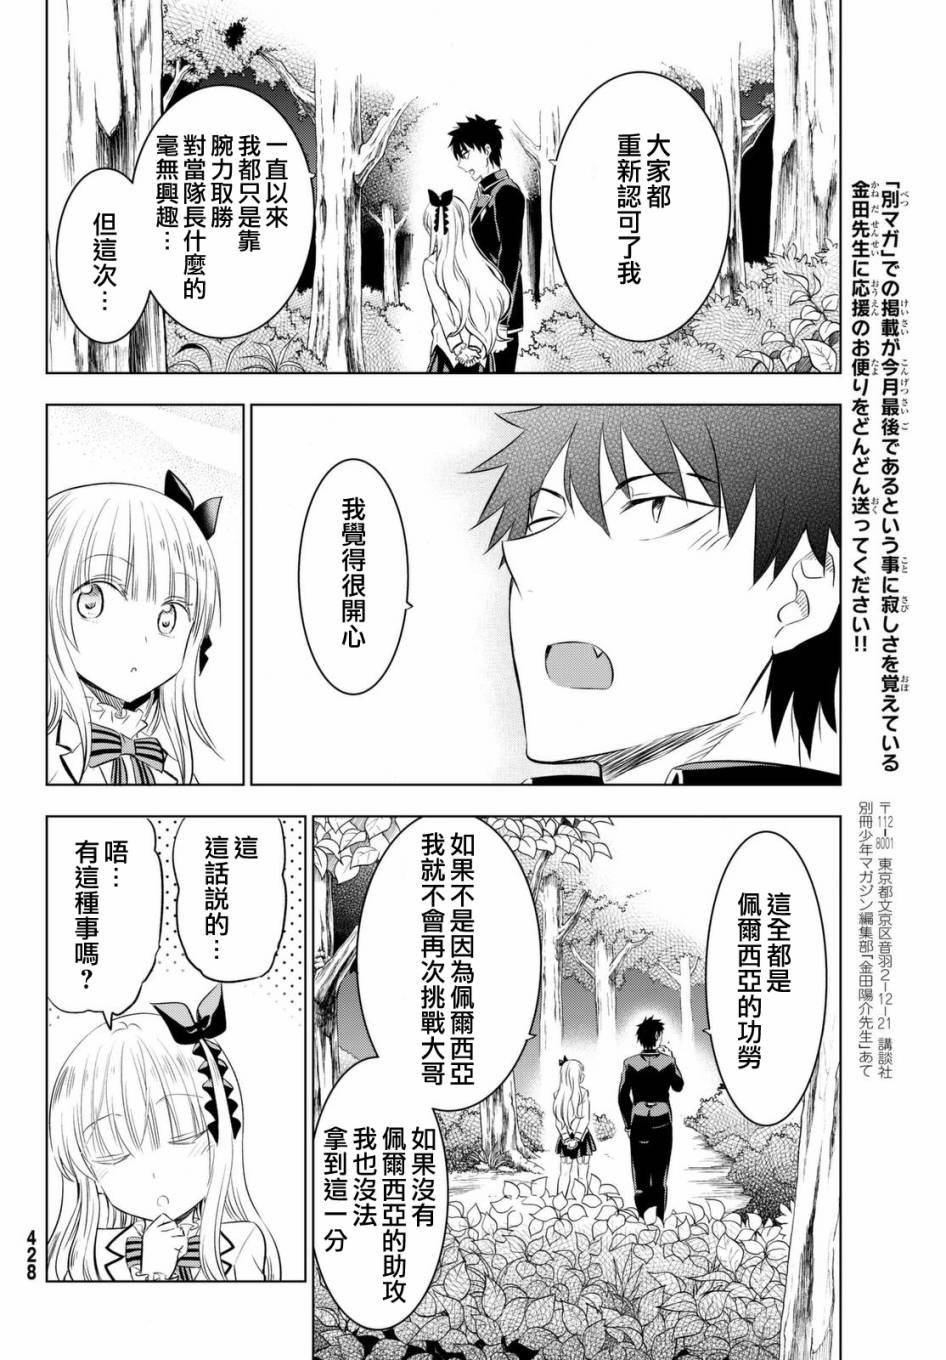 大家都
重新認可了我
一直以來
我都只是靠
腕力取勝
對當隊長什麼的
毫無興趣…
但這次…
我覺得很開心
這全都是
佩爾西亞的功勞
如果不是因為佩爾西亞
我就不會再次挑戰大哥
如果沒有
佩爾西亞的助攻
我也沒法
拿到這一分
這…
這話説的…
唔…
有這種事嗎？
「別マガ」での掲載が今月最後であるという事に寂しさを覚えている
金田先生に応援のお便りをどんどん送ってください!!
〒112-8001 東京都文京区音羽2-12-21 講談社
別冊少年マガジン編集部「金田陽介先生」あて
428